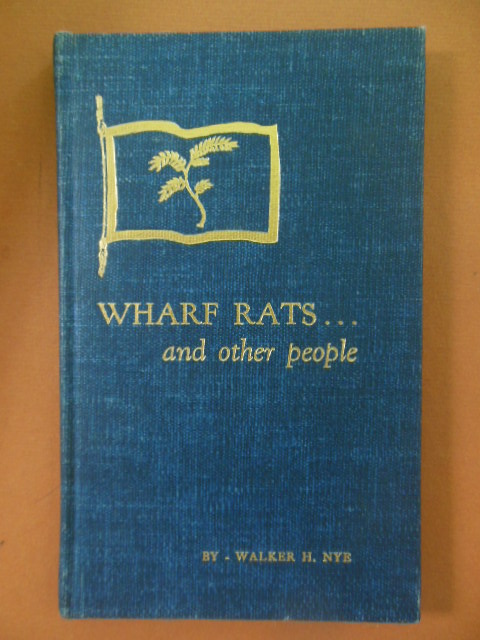 WHARF RATS...
and other people
BY - WALKER H. NYE